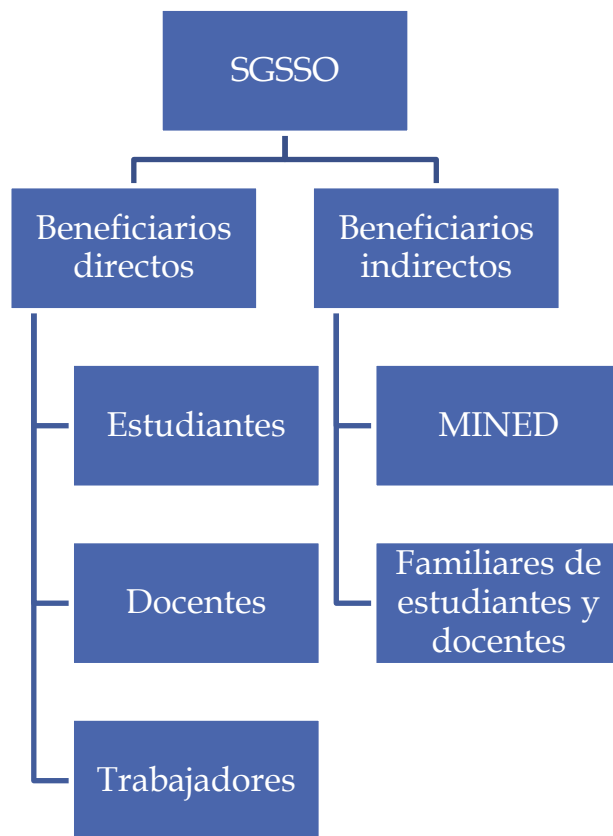 SGSSO
Beneficiarios
directos
Beneficiarios
indirectos
Estudiantes
MINED
Docentes
Familiares de
estudiantes y
docentes
Trabajadores